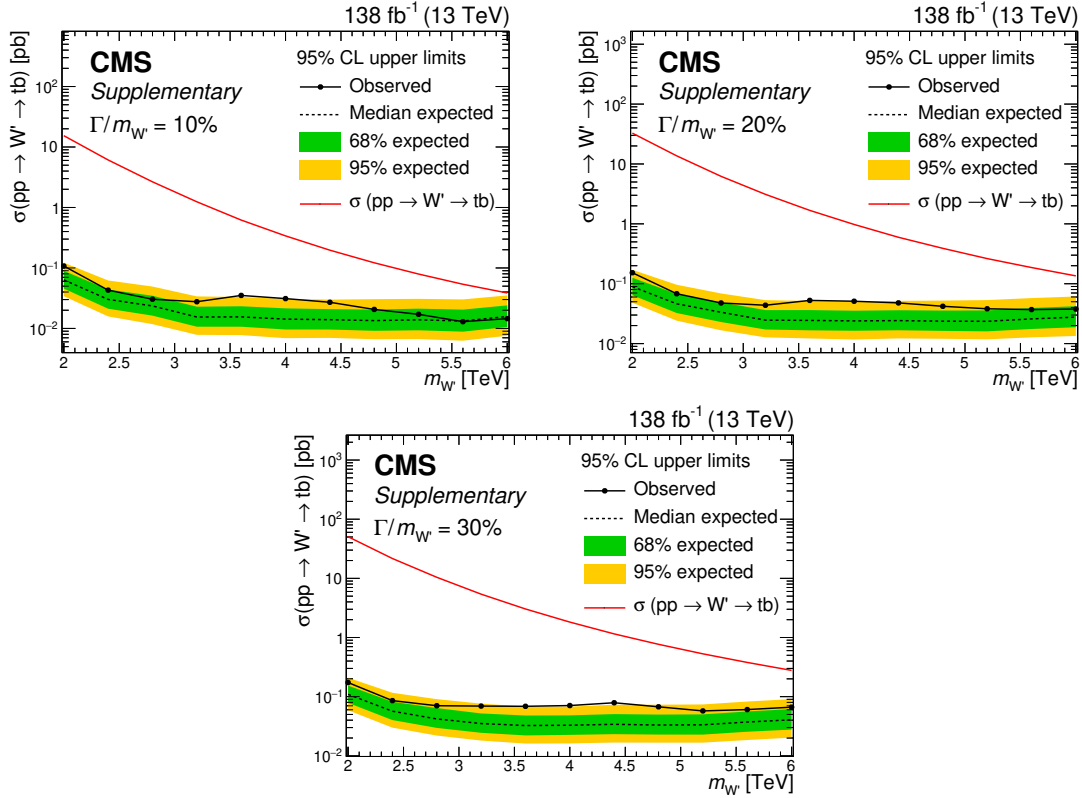 138 fb⁻¹ (13 TeV)
σ(pp → W' → tb) [pb]
CMS
Supplementary
Γ/m_W' = 10%
95% CL upper limits
Observed
Median expected
68% expected
95% expected
σ (pp → W' → tb)
10²
10
1
10⁻¹
10⁻²
2 2.5 3 3.5 4 4.5 5 5.5 6
m_W' [TeV]
138 fb⁻¹ (13 TeV)
σ(pp → W' → tb) [pb]
CMS
Supplementary
Γ/m_W' = 20%
95% CL upper limits
Observed
Median expected
68% expected
95% expected
σ (pp → W' → tb)
10³
10²
10
1
10⁻¹
10⁻²
2 2.5 3 3.5 4 4.5 5 5.5 6
m_W' [TeV]
138 fb⁻¹ (13 TeV)
σ(pp → W' → tb) [pb]
CMS
Supplementary
Γ/m_W' = 30%
95% CL upper limits
Observed
Median expected
68% expected
95% expected
σ (pp → W' → tb)
10³
10²
10
1
10⁻¹
10⁻²
2 2.5 3 3.5 4 4.5 5 5.5 6
m_W' [TeV]